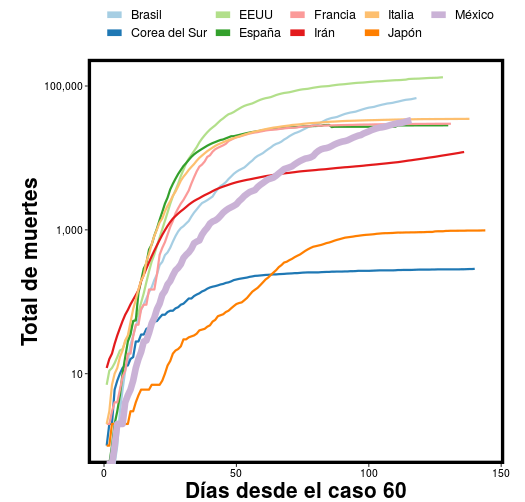 Brasil EEUU Francia Italia México
Corea del Sur España Irán Japón
100,000
1,000
10
Total de muertes
0 50 100 150
Días desde el caso 60